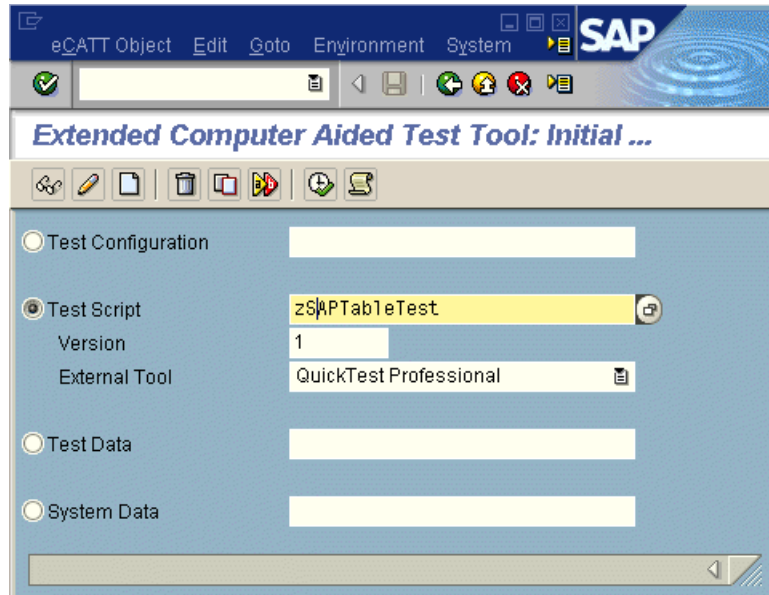 eCATT Object Edit Goto Environment System SAP
Extended Computer Aided Test Tool: Initial ...
Test Configuration
Test Script zSAPTableTest
Version 1
External Tool QuickTest Professional
Test Data
System Data